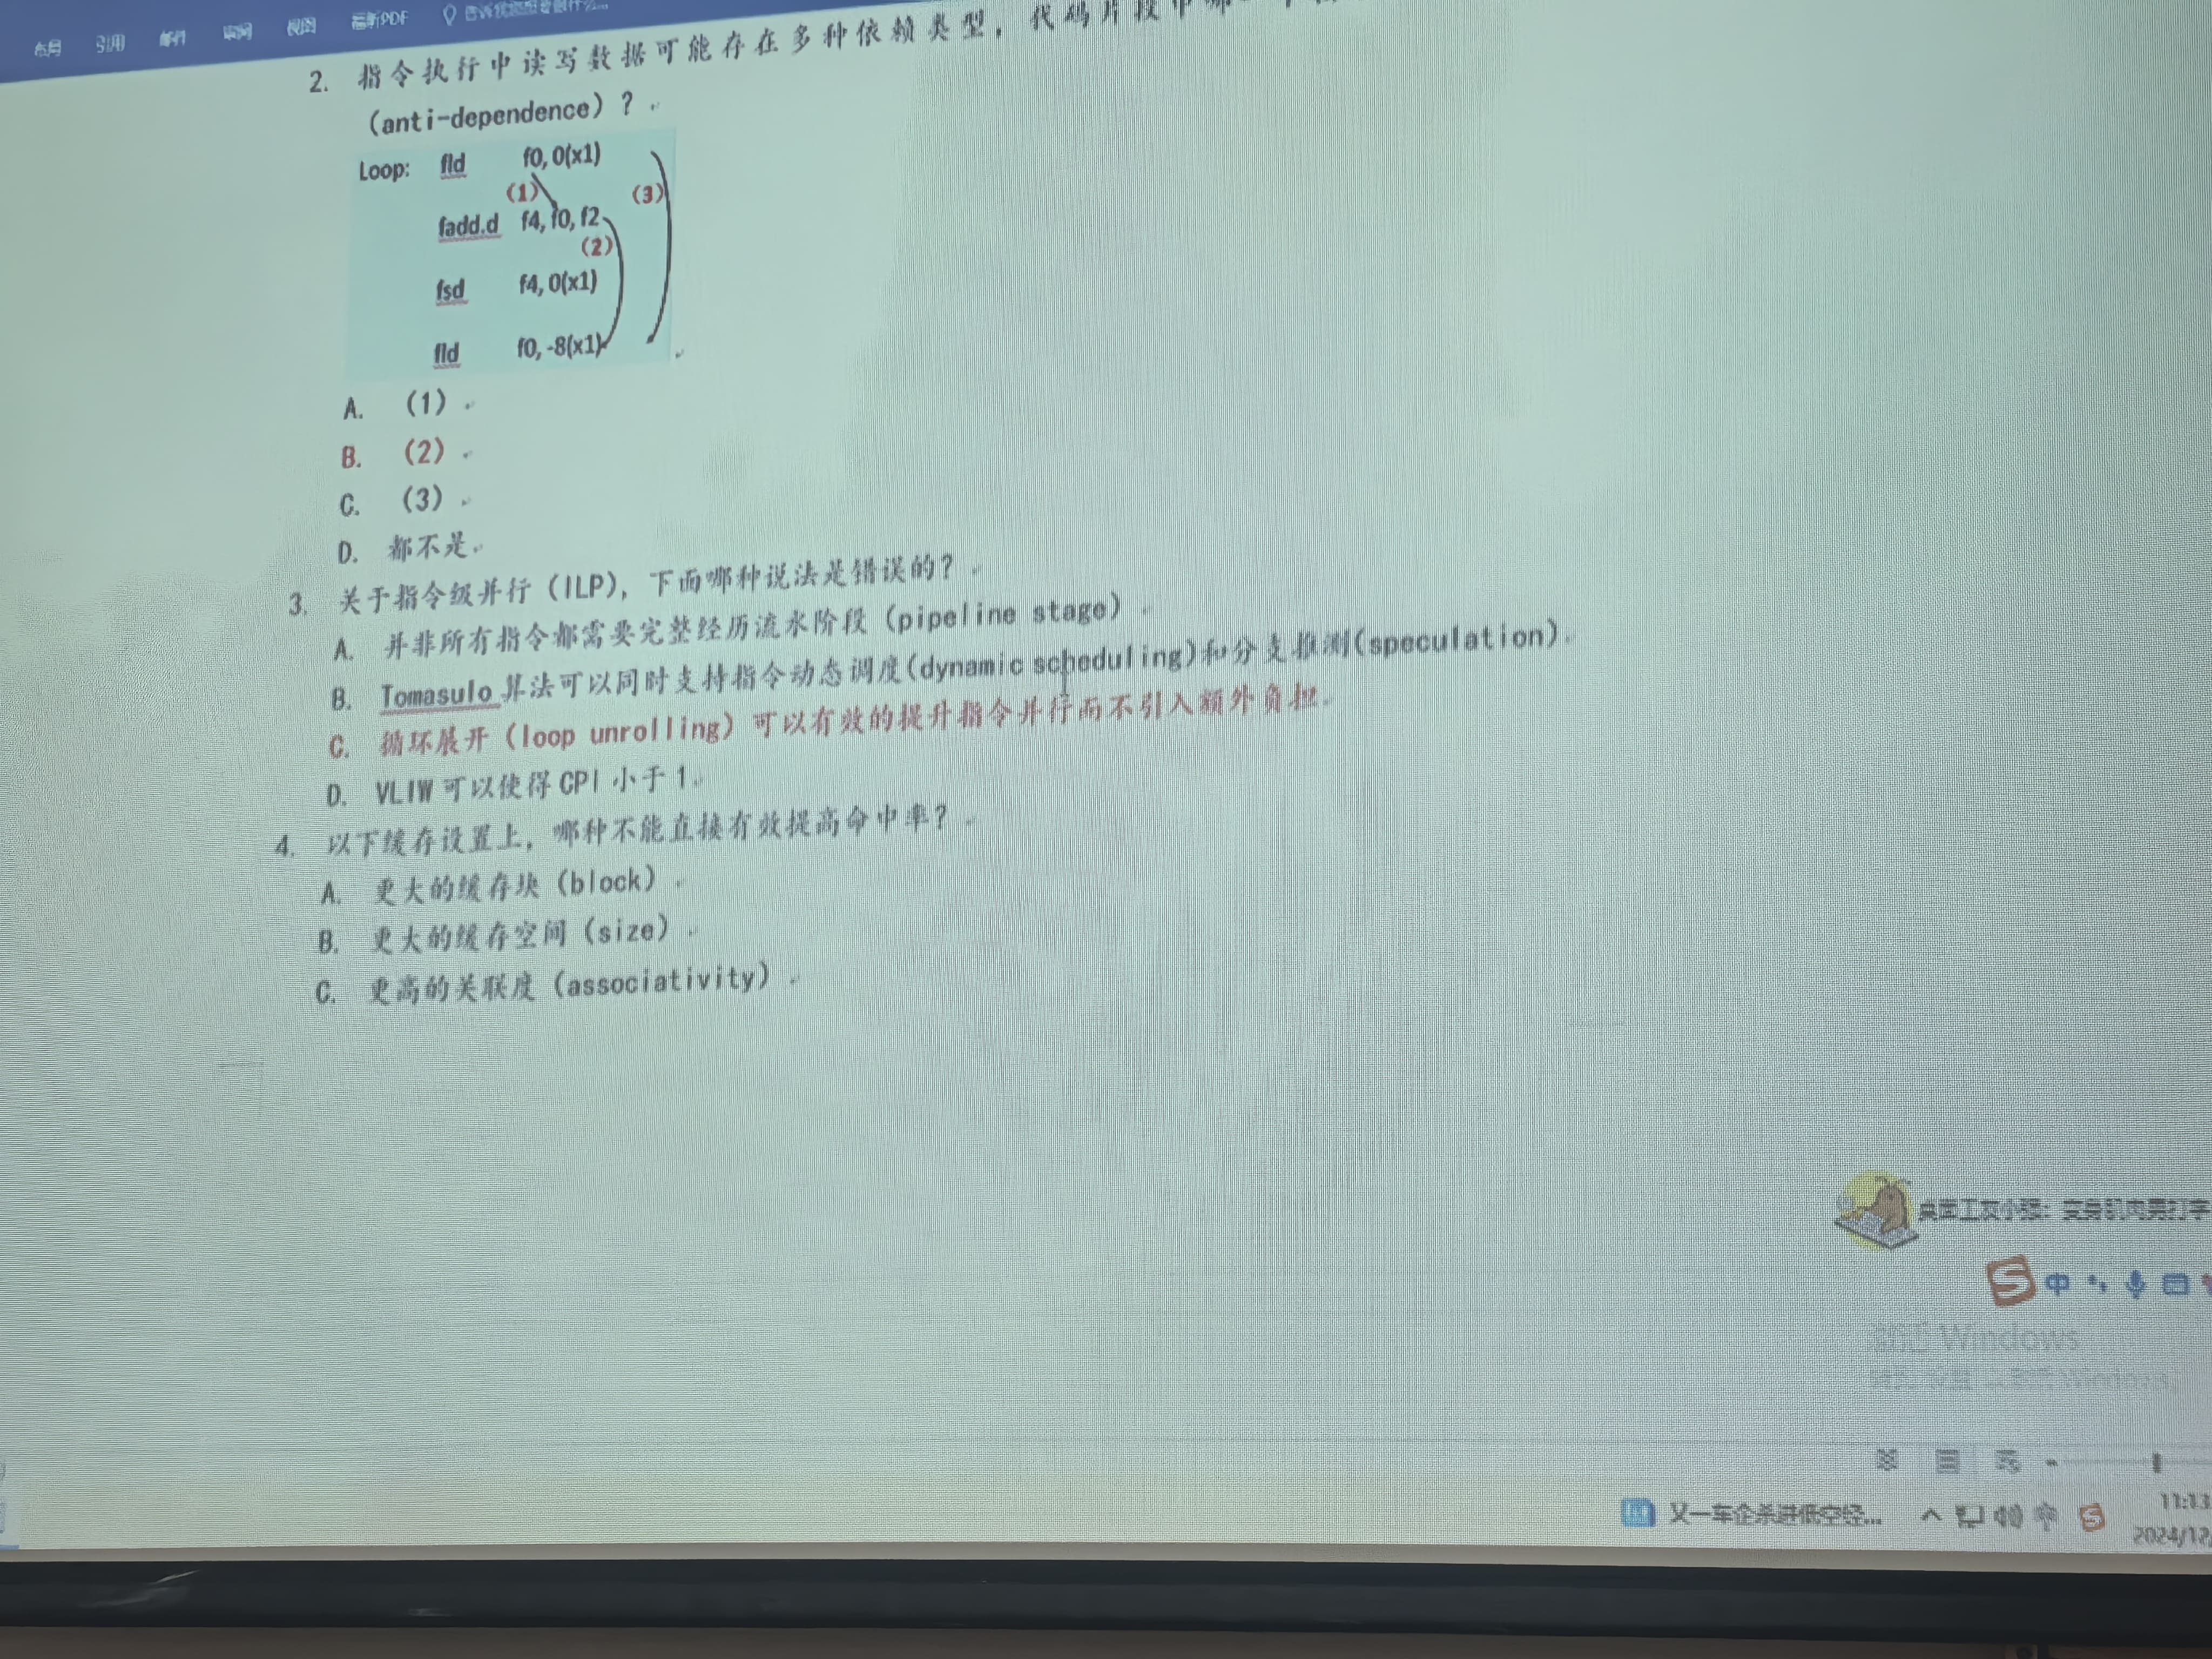 布局 引用 邮件 审阅 视图 福昕PDF 告诉我您想要做什么...
2. 指令执行中读写数据可能存在多种依赖类型，代码片段中哪
（anti-dependence）？
Loop: fld f0, 0(x1)
(1) (3)
fadd.d f4, f0, f2
(2)
fsd f4, 0(x1)
fld f0, -8(x1)
A. （1）
B. （2）
C. （3）
D. 都不是
3. 关于指令级并行（ILP），下面哪种说法是错误的？
A. 并非所有指令都需要完整经历流水阶段（pipeline stage）
B. Tomasulo 算法可以同时支持指令动态调度(dynamic scheduling)和分支推测(speculation)
C. 循环展开（loop unrolling）可以有效的提升指令并行而不引入额外负担
D. VLIW 可以使得 CPI 小于 1
4. 以下缓存设置上，哪种不能直接有效提高命中率？
A. 更大的缓存块（block）
B. 更大的缓存空间（size）
C. 更高的关联度（associativity）
中
激活 Windows
又一车企杀进低空经...
11:13
2024/12